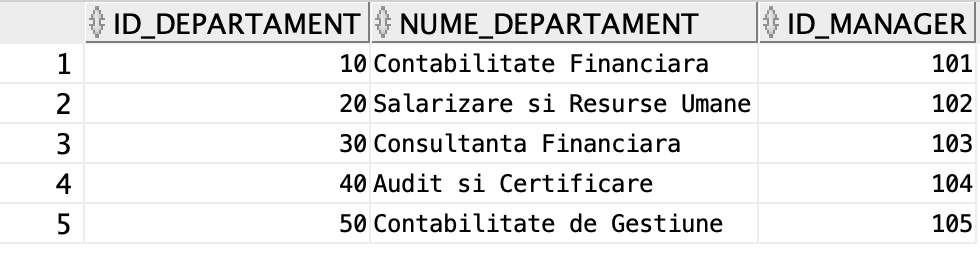 ID_DEPARTAMENT NUME_DEPARTAMENT ID_MANAGER
1 10 Contabilitate Financiara 101
2 20 Salarizare si Resurse Umane 102
3 30 Consultanta Financiara 103
4 40 Audit si Certificare 104
5 50 Contabilitate de Gestiune 105